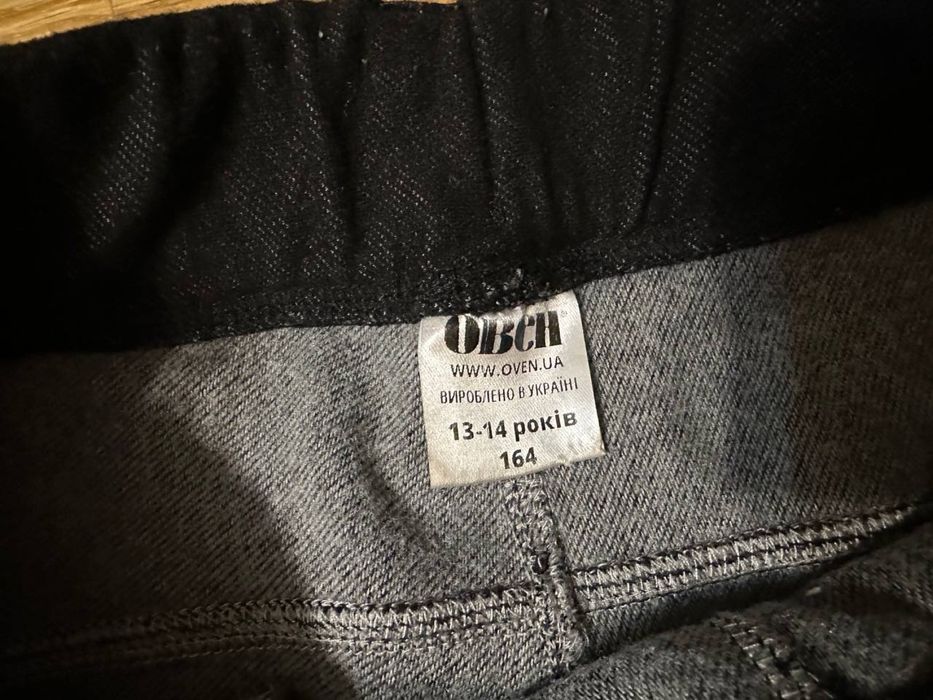 ОВЕН®
WWW.OVEN.UA
ВИРОБЛЕНО В УКРАЇНІ
13-14 років
164